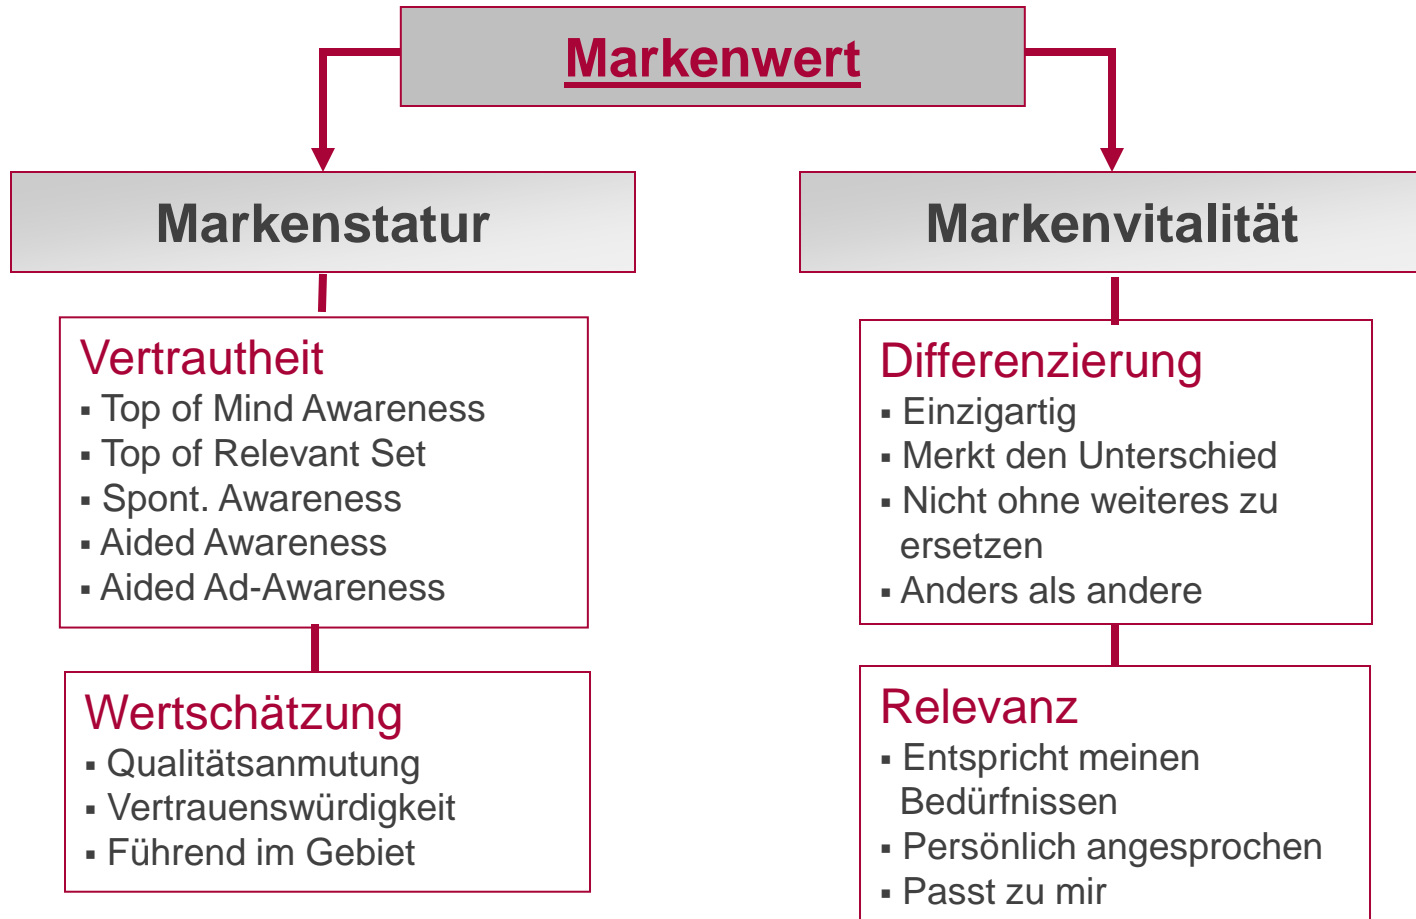 Markenwert
Markenstatur
Vertrautheit
▪ Top of Mind Awareness
▪ Top of Relevant Set
▪ Spont. Awareness
▪ Aided Awareness
▪ Aided Ad-Awareness
Wertschätzung
▪ Qualitätsanmutung
▪ Vertrauenswürdigkeit
▪ Führend im Gebiet
Markenvitalität
Differenzierung
▪ Einzigartig
▪ Merkt den Unterschied
▪ Nicht ohne weiteres zu
ersetzen
▪ Anders als andere
Relevanz
▪ Entspricht meinen
Bedürfnissen
▪ Persönlich angesprochen
▪ Passt zu mir